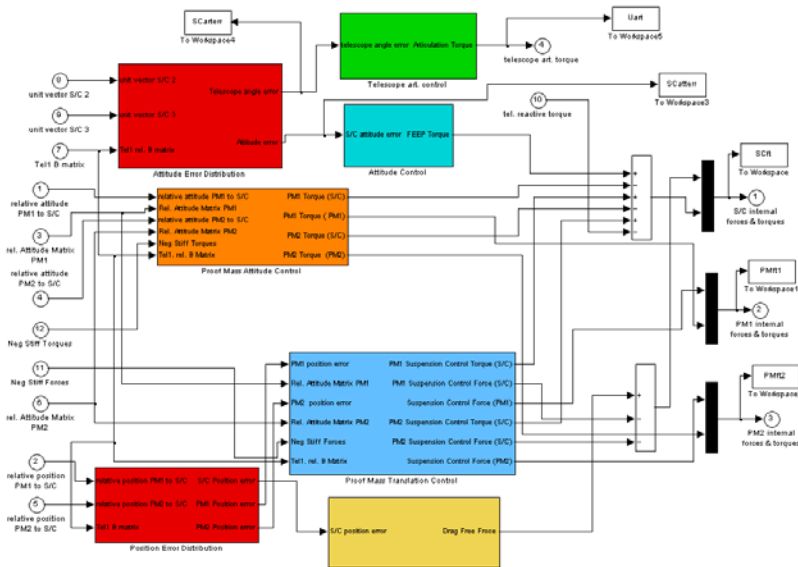 SCarterr
To Workspace4
Uart
To Workspace5
telescope angle error
Articulation Torque
Telescope art. control
4
telescope art. torque
SCatterr
To Workspace3
8
unit vector S/C 2
unit vector S/C 2
Telescope angle error
9
unit vector S/C 3
unit vector S/C 3
10
tel. reactive torque
7
Tel1 B matrix
Tel1 rel. B matrix
Attitude error
Attitude Error Distribution
S/C attitude error
FEEP Torque
Attitude Control
SCft
To Workspace
1
S/C internal
forces & torques
1
relative attitude
PM1 to S/C
relative attitude PM1 to S/C
Rel. Attitude Matrix PM1
relative attitude PM2 to S/C
Rel. Attitude Matrix PM2
Neg Stiff Torques
Tel1. rel. B Matrix
PM1 Torque (S/C)
PM1 Torque ( PM1)
PM2 Torque (S/C)
PM2 Torque (PM2)
Proof Mass Attitude Control
3
rel. Attitude Matrix
PM1
relative attitude
PM2 to S/C
4
12
Neg Stiff Torques
PMft1
To Workspace1
2
PM1 internal
forces & torques
11
Neg Stiff Forces
6
rel. Attitude Matrix
PM2
PM1 position error
Rel. Attitude Matrix PM1
PM2 position error
Rel. Attitude Matrix PM2
Neg Stiff Forces
Tel1. rel. B Matrix
PM1 Suspension Control Torque (S/C)
PM1 Suspension Control Force (S/C)
Suspension Control Force (PM1)
PM2 Suspension Control Torque (S/C)
PM2 Suspension Control Force (S/C)
Suspension Control Force (PM2)
Proof Mass Translation Control
PMft2
To Workspace
3
PM2 internal
forces & torques
2
relative position
PM1 to S/C
5
relative position
PM2 to S/C
relative position PM1 to S/C
relative position PM2 to S/C
Tel1 B matrix
S/C Position error
PM1 Position error
PM2 Position error
Position Error Distribution
S/C position error
Drag Free Froce